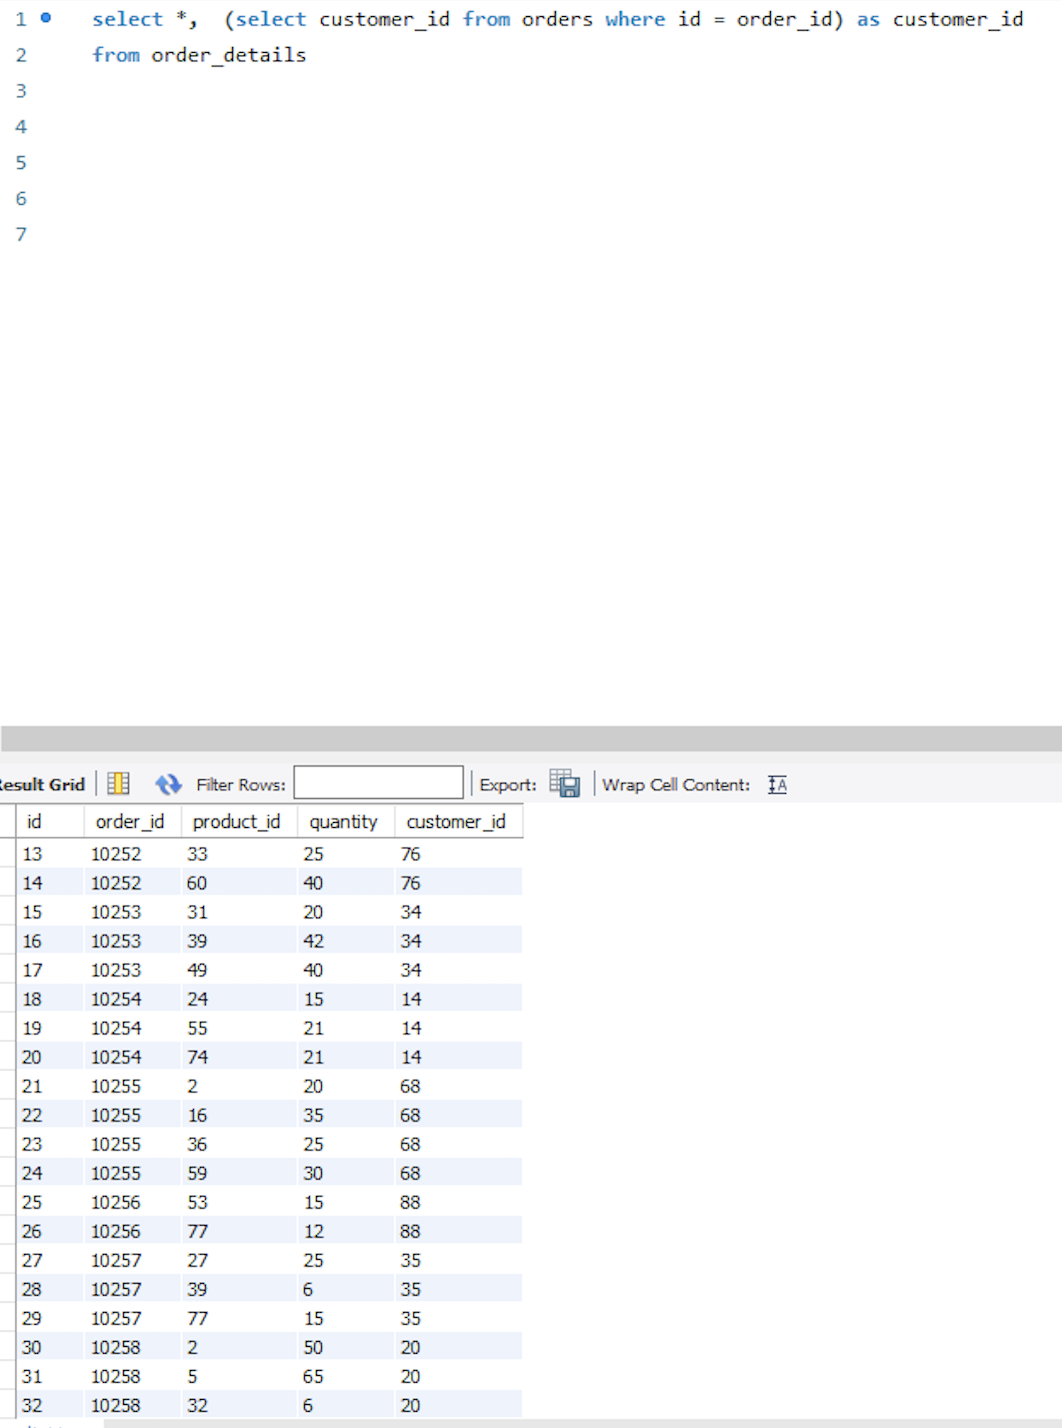 1 select *, (select customer_id from orders where id = order_id) as customer_id
2 from order_details
3
4
5
6
7
esult Grid Filter Rows: Export: Wrap Cell Content: IA
id order_id product_id quantity customer_id
13 10252 33 25 76
14 10252 60 40 76
15 10253 31 20 34
16 10253 39 42 34
17 10253 49 40 34
18 10254 24 15 14
19 10254 55 21 14
20 10254 74 21 14
21 10255 2 20 68
22 10255 16 35 68
23 10255 36 25 68
24 10255 59 30 68
25 10256 53 15 88
26 10256 77 12 88
27 10257 27 25 35
28 10257 39 6 35
29 10257 77 15 35
30 10258 2 50 20
31 10258 5 65 20
32 10258 32 6 20